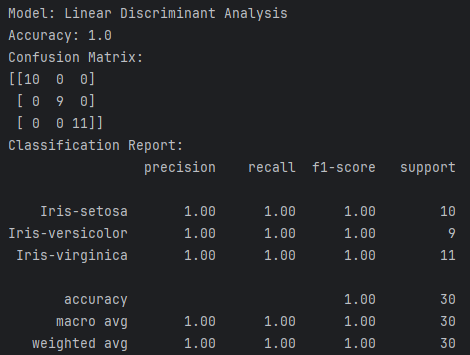 Model: Linear Discriminant Analysis
Accuracy: 1.0
Confusion Matrix:
[[10  0  0]
 [ 0  9  0]
 [ 0  0 11]]
Classification Report:
                 precision    recall  f1-score   support

    Iris-setosa       1.00      1.00      1.00        10
Iris-versicolor       1.00      1.00      1.00         9
 Iris-virginica       1.00      1.00      1.00        11

       accuracy                           1.00        30
      macro avg       1.00      1.00      1.00        30
   weighted avg       1.00      1.00      1.00        30